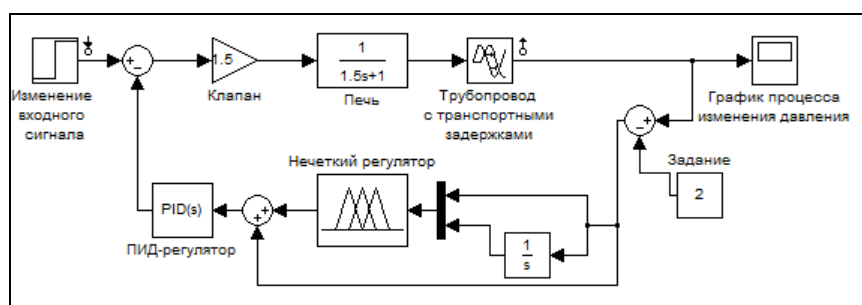 1.5
1
1.5s+1
Изменение
входного
сигнала
Клапан
Печь
Трубопровод
с транспортными
задержками
График процесса
изменения давления
Задание
2
Нечеткий регулятор
PID(s)
ПИД-регулятор
1
s